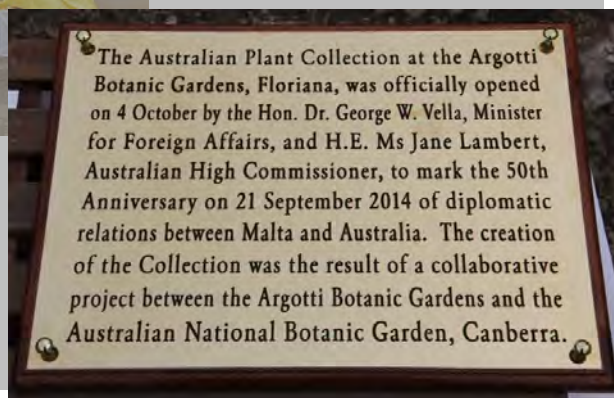 The Australian Plant Collection at the Argotti
Botanic Gardens, Floriana, was officially opened
on 4 October by the Hon. Dr. George W. Vella, Minister
for Foreign Affairs, and H.E. Ms Jane Lambert,
Australian High Commissioner, to mark the 50th
Anniversary on 21 September 2014 of diplomatic
relations between Malta and Australia. The creation
of the Collection was the result of a collaborative
project between the Argotti Botanic Gardens and the
Australian National Botanic Garden, Canberra.